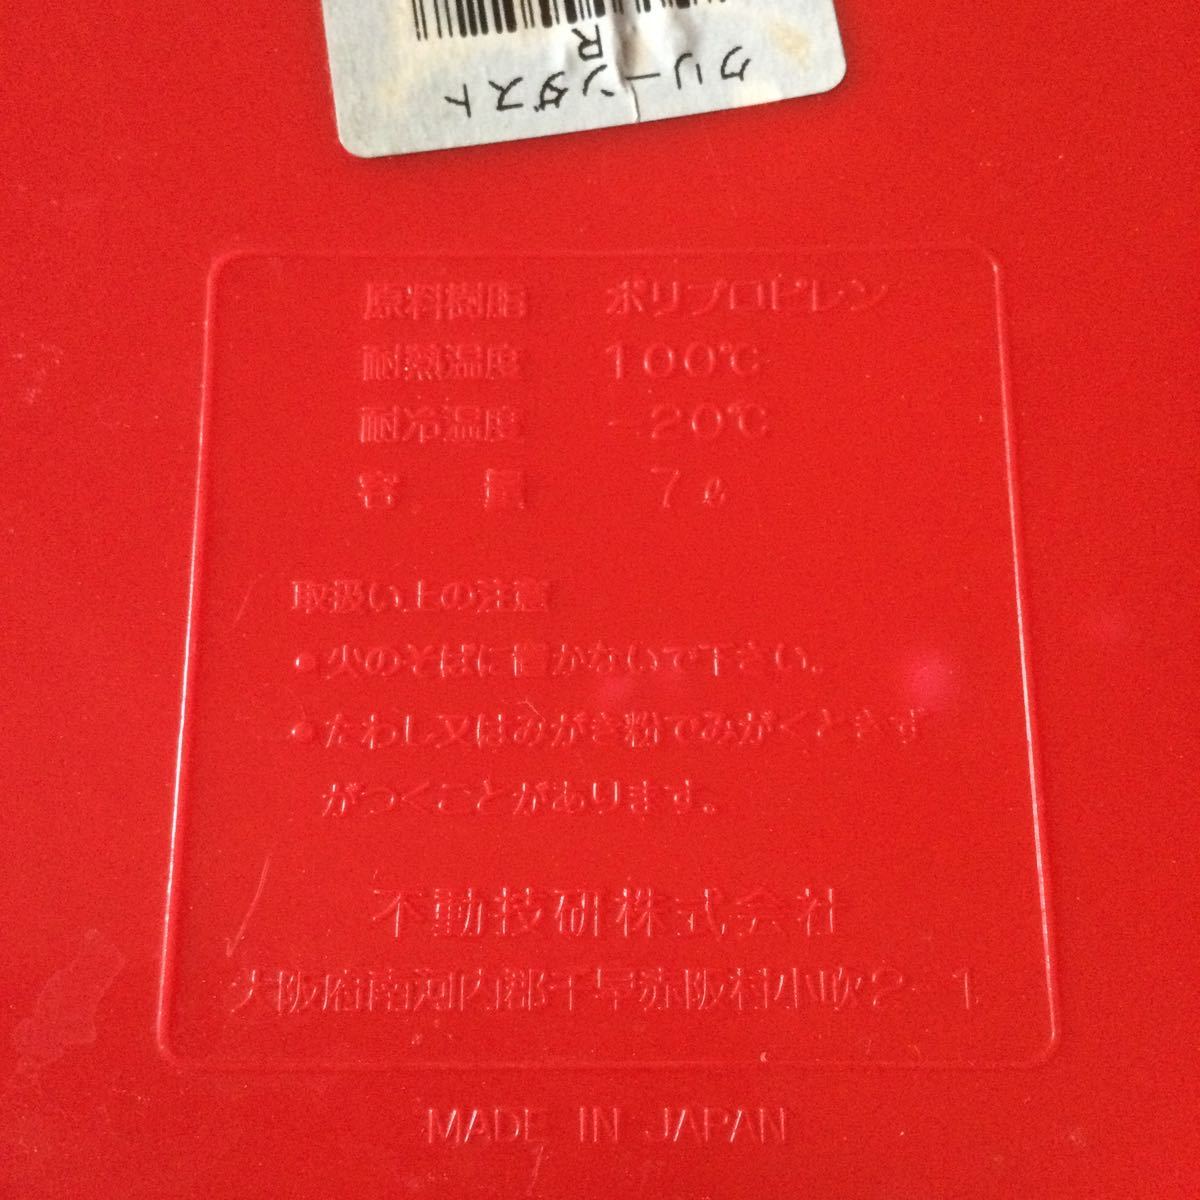 クリーンダスト
R
原料樹脂 ポリプロピレン
耐熱温度 100℃
耐冷温度 -20℃
容 量 7ℓ
取扱い上の注意
●火のそばに置かないで下さい。
●たわし又はみがき粉でみがくときず
がつくことがあります。
不動技研株式会社
大阪府南河内郡千早赤阪村小吹2-1
MADE IN JAPAN